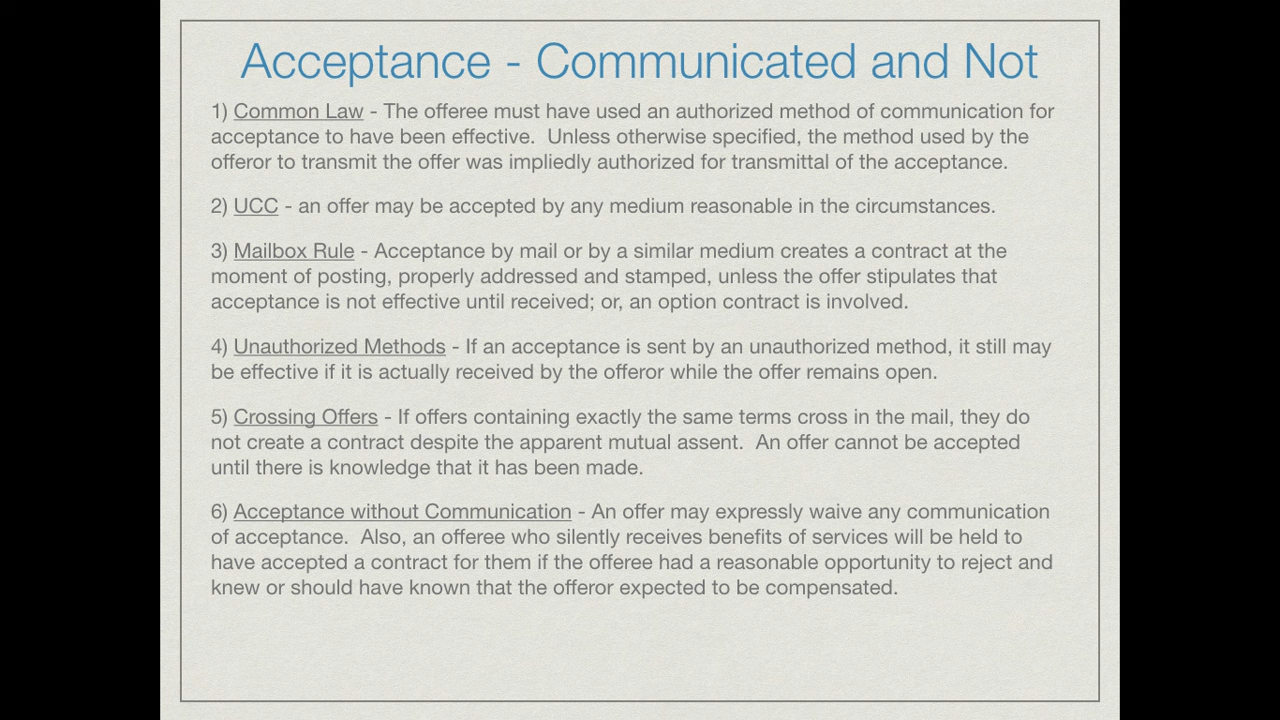 Acceptance - Communicated and Not
1) Common Law - The offeree must have used an authorized method of communication for
acceptance to have been effective.  Unless otherwise specified, the method used by the
offeror to transmit the offer was impliedly authorized for transmittal of the acceptance.
2) UCC - an offer may be accepted by any medium reasonable in the circumstances.
3) Mailbox Rule - Acceptance by mail or by a similar medium creates a contract at the
moment of posting, properly addressed and stamped, unless the offer stipulates that
acceptance is not effective until received; or, an option contract is involved.
4) Unauthorized Methods - If an acceptance is sent by an unauthorized method, it still may
be effective if it is actually received by the offeror while the offer remains open.
5) Crossing Offers - If offers containing exactly the same terms cross in the mail, they do
not create a contract despite the apparent mutual assent.  An offer cannot be accepted
until there is knowledge that it has been made.
6) Acceptance without Communication - An offer may expressly waive any communication
of acceptance.  Also, an offeree who silently receives benefits of services will be held to
have accepted a contract for them if the offeree had a reasonable opportunity to reject and
knew or should have known that the offeror expected to be compensated.